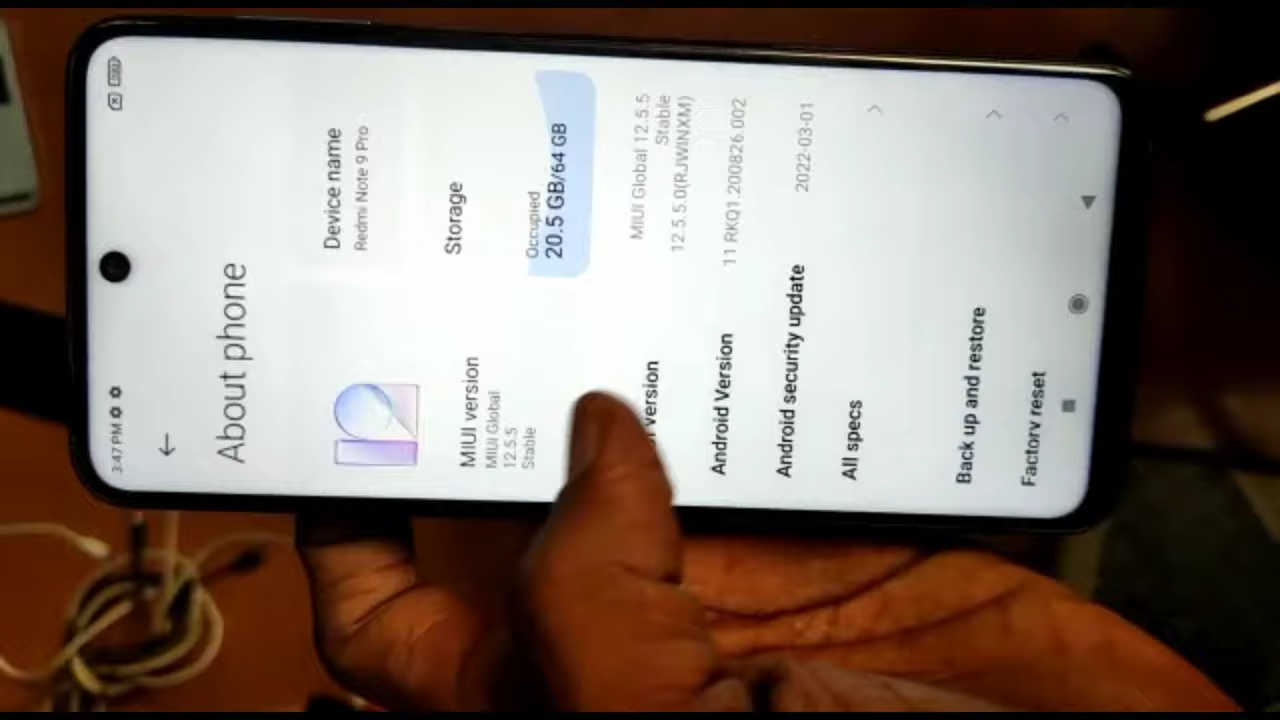 3:47 PM
About phone
12
Device name
Redmi Note 9 Pro
MIUI version
MIUI Global
12.5.5
Stable
Storage
Occupied
20.5 GB/64 GB
version
MIUI Global 12.5.5
Stable
12.5.5.0(RJWINXM)
Android Version
11 RKQ1.200826.002
Android security update
2022-03-01
All specs
Back up and restore
Factory reset